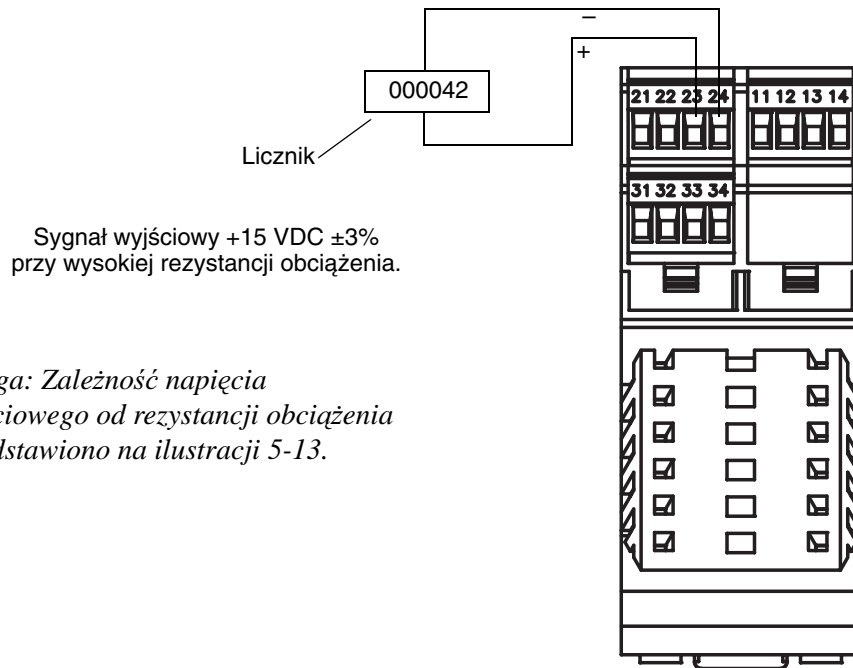 –
+
000042
21 22 23 24 11 12 13 14
Licznik
31 32 33 34
Sygnał wyjściowy +15 VDC ±3%
przy wysokiej rezystancji obciążenia.
ga: Zależność napięcia
ciowego od rezystancji obciążenia
dstawiono na ilustracji 5-13.